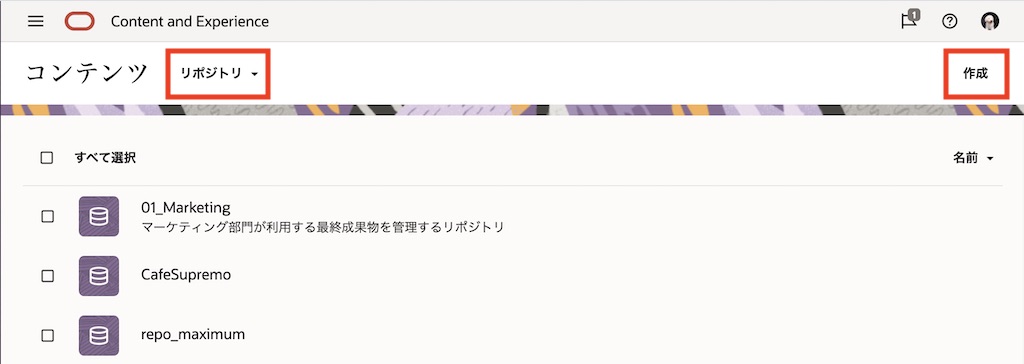 Content and Experience
1
コンテンツ
リポジトリ
作成
すべて選択
名前
01_Marketing
マーケティング部門が利用する最終成果物を管理するリポジトリ
CafeSupremo
repo_maximum